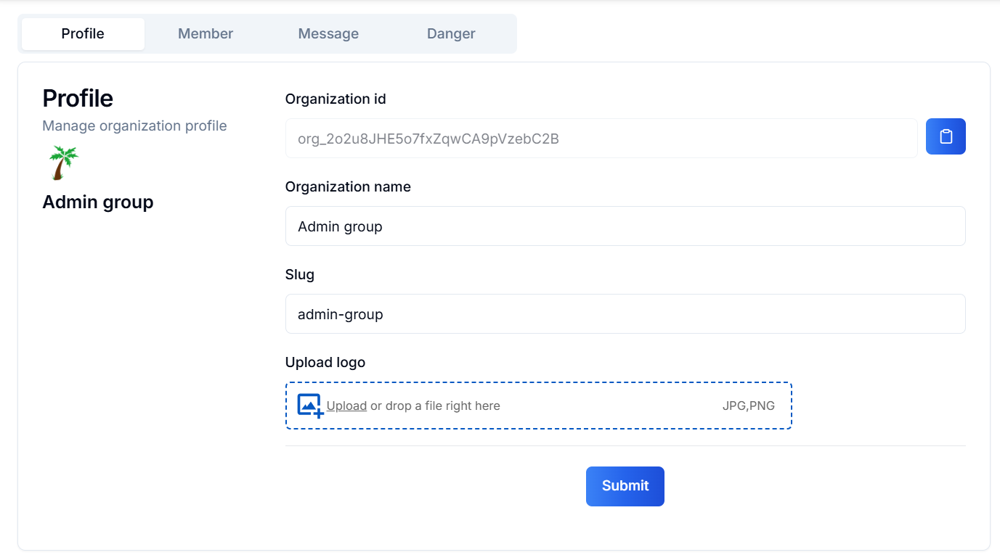 Profile
Member
Message
Danger
Profile
Manage organization profile
Admin group
Organization id
org_2o2u8JHE5o7fxZqwCA9pVzebC2B
Organization name
Admin group
Slug
admin-group
Upload logo
Upload or drop a file right here
JPG,PNG
Submit